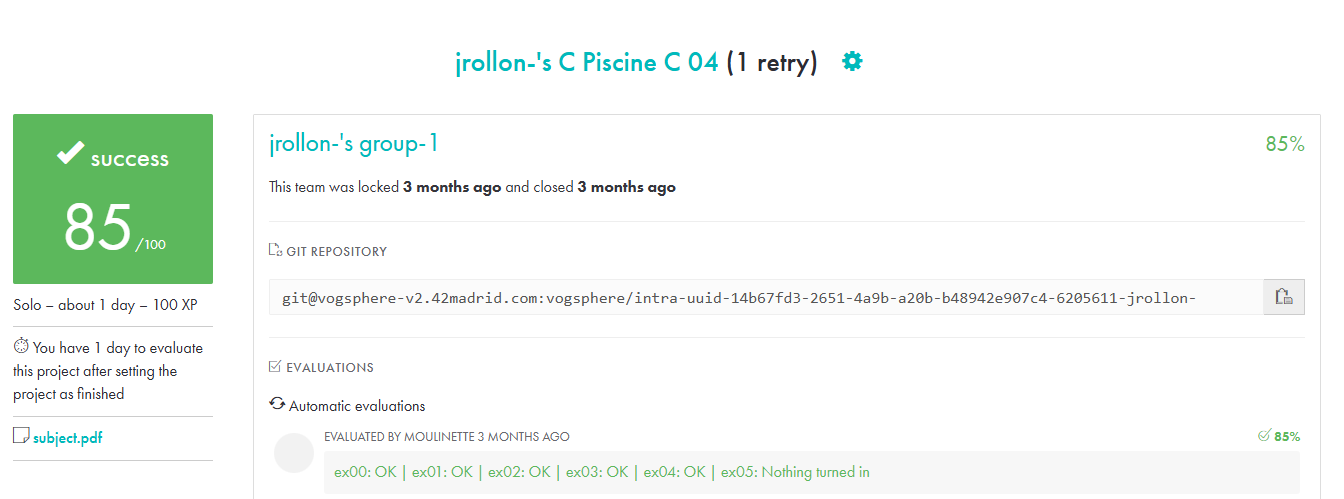 jrollon-'s C Piscine C 04 (1 retry)
success
85 /100
Solo – about 1 day – 100 XP
You have 1 day to evaluate
this project after setting the
project as finished
subject.pdf
jrollon-'s group-1
85%
This team was locked 3 months ago and closed 3 months ago
GIT REPOSITORY
git@vogsphere-v2.42madrid.com:vogsphere/intra-uuid-14b67fd3-2651-4a9b-a20b-b48942e907c4-6205611-jrollon-
EVALUATIONS
Automatic evaluations
EVALUATED BY MOULINETTE 3 MONTHS AGO
85%
ex00: OK | ex01: OK | ex02: OK | ex03: OK | ex04: OK | ex05: Nothing turned in